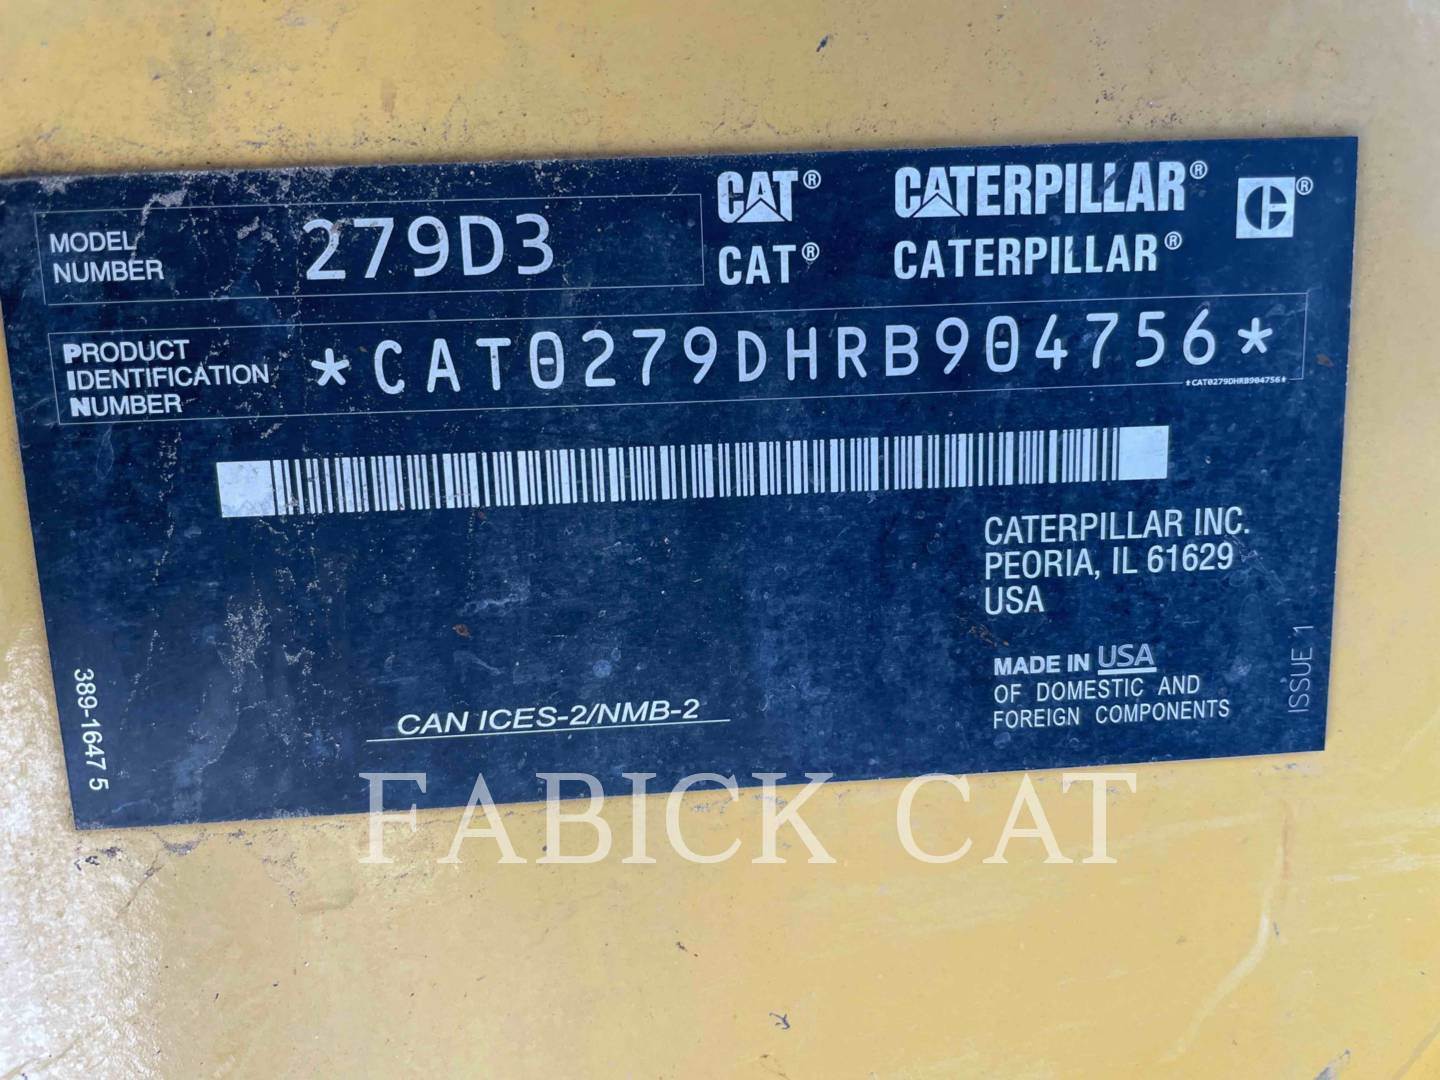 CAT® CATERPILLAR®
CAT® CATERPILLAR®
MODEL NUMBER 279D3
PRODUCT IDENTIFICATION NUMBER *CAT0279DHRB904756*
*CAT0279DHRB904756*
CATERPILLAR INC.
PEORIA, IL 61629
USA
MADE IN USA
OF DOMESTIC AND
FOREIGN COMPONENTS
ISSUE 1
CAN ICES-2/NMB-2
389-1647 5
FABICK CAT